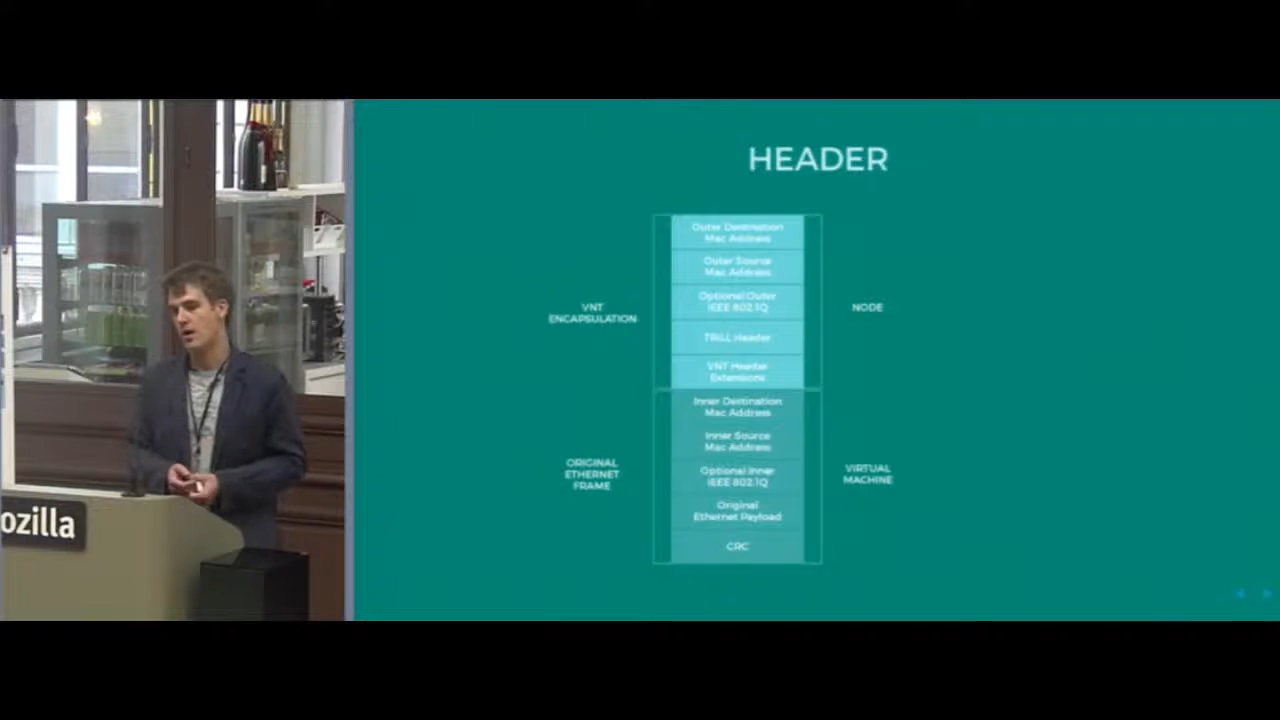 HEADER
Outer Destination
Mac Address
Outer Source
Mac Address
Optional Outer
IEEE 802.1Q
TRILL Header
VNT Header
Extensions
VNT
ENCAPSULATION
NODE
Inner Destination
Mac Address
Inner Source
Mac Address
Optional Inner
IEEE 802.1Q
Original
Ethernet Payload
CRC
ORIGINAL
ETHERNET
FRAME
VIRTUAL
MACHINE
ozilla